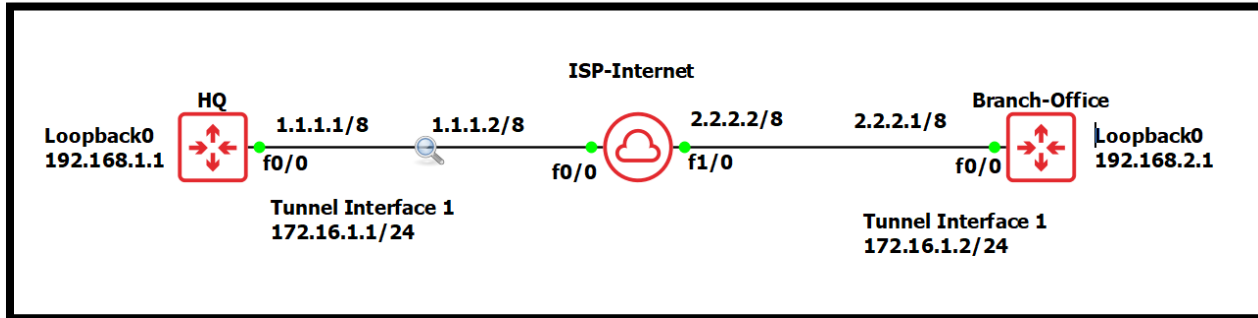 ISP-Internet
HQ
Branch-Office
Loopback0
192.168.1.1
1.1.1.1/8
1.1.1.2/8
2.2.2.2/8
2.2.2.1/8
Loopback0
192.168.2.1
f0/0
f0/0
f1/0
f0/0
Tunnel Interface 1
172.16.1.1/24
Tunnel Interface 1
172.16.1.2/24